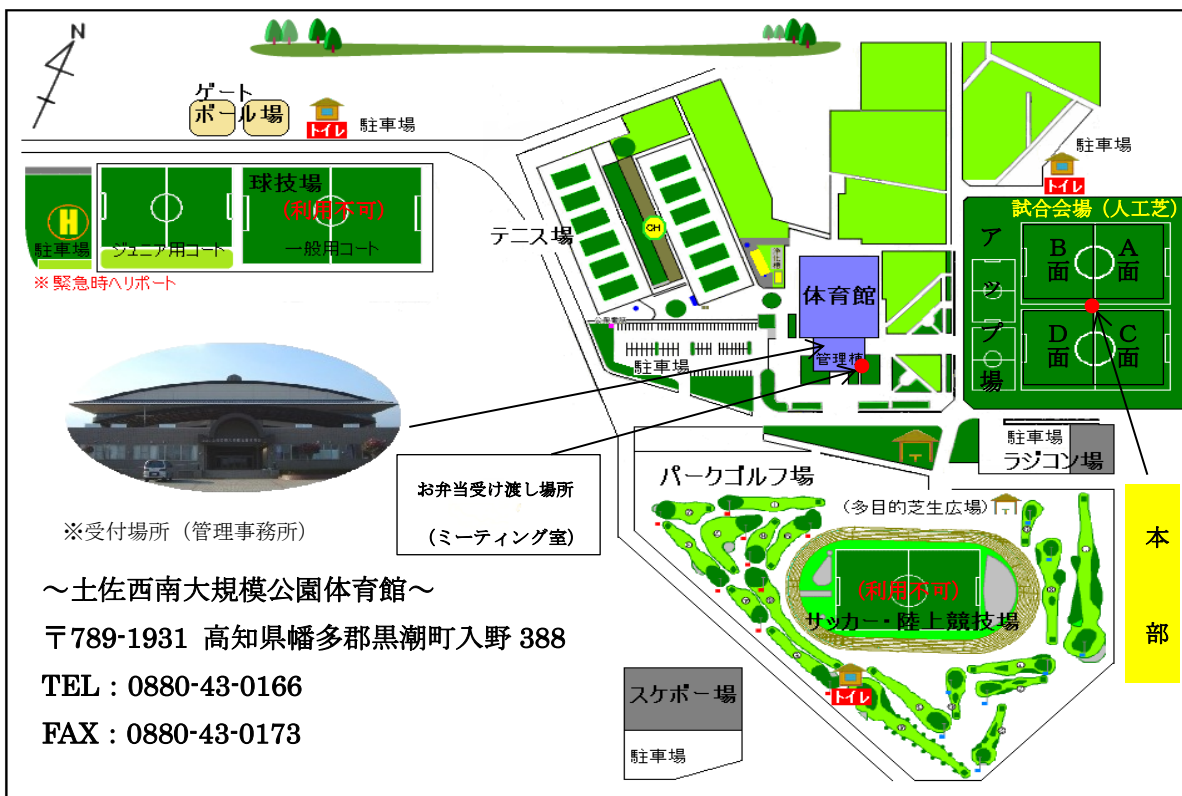 N
ゲート
ボール場
トイレ
駐車場
球技場
(利用不可)
H
駐車場
ジュニア用コート
一般用コート
※緊急時ヘリポート
テニス場
CH
浄化槽
公衆電話
駐車場
体育館
管理棟
駐車場
トイレ
試合会場（人工芝）
アップ場
B面
A面
D面
C面
駐車場
ラジコン場
お弁当受け渡し場所
（ミーティング室）
※受付場所（管理事務所）
パークゴルフ場
（多目的芝生広場）
(利用不可)
サッカー・陸上競技場
トイレ
本部
スケボー場
駐車場
～土佐西南大規模公園体育館～
〒789-1931 高知県幡多郡黒潮町入野 388
TEL：0880-43-0166
FAX：0880-43-0173